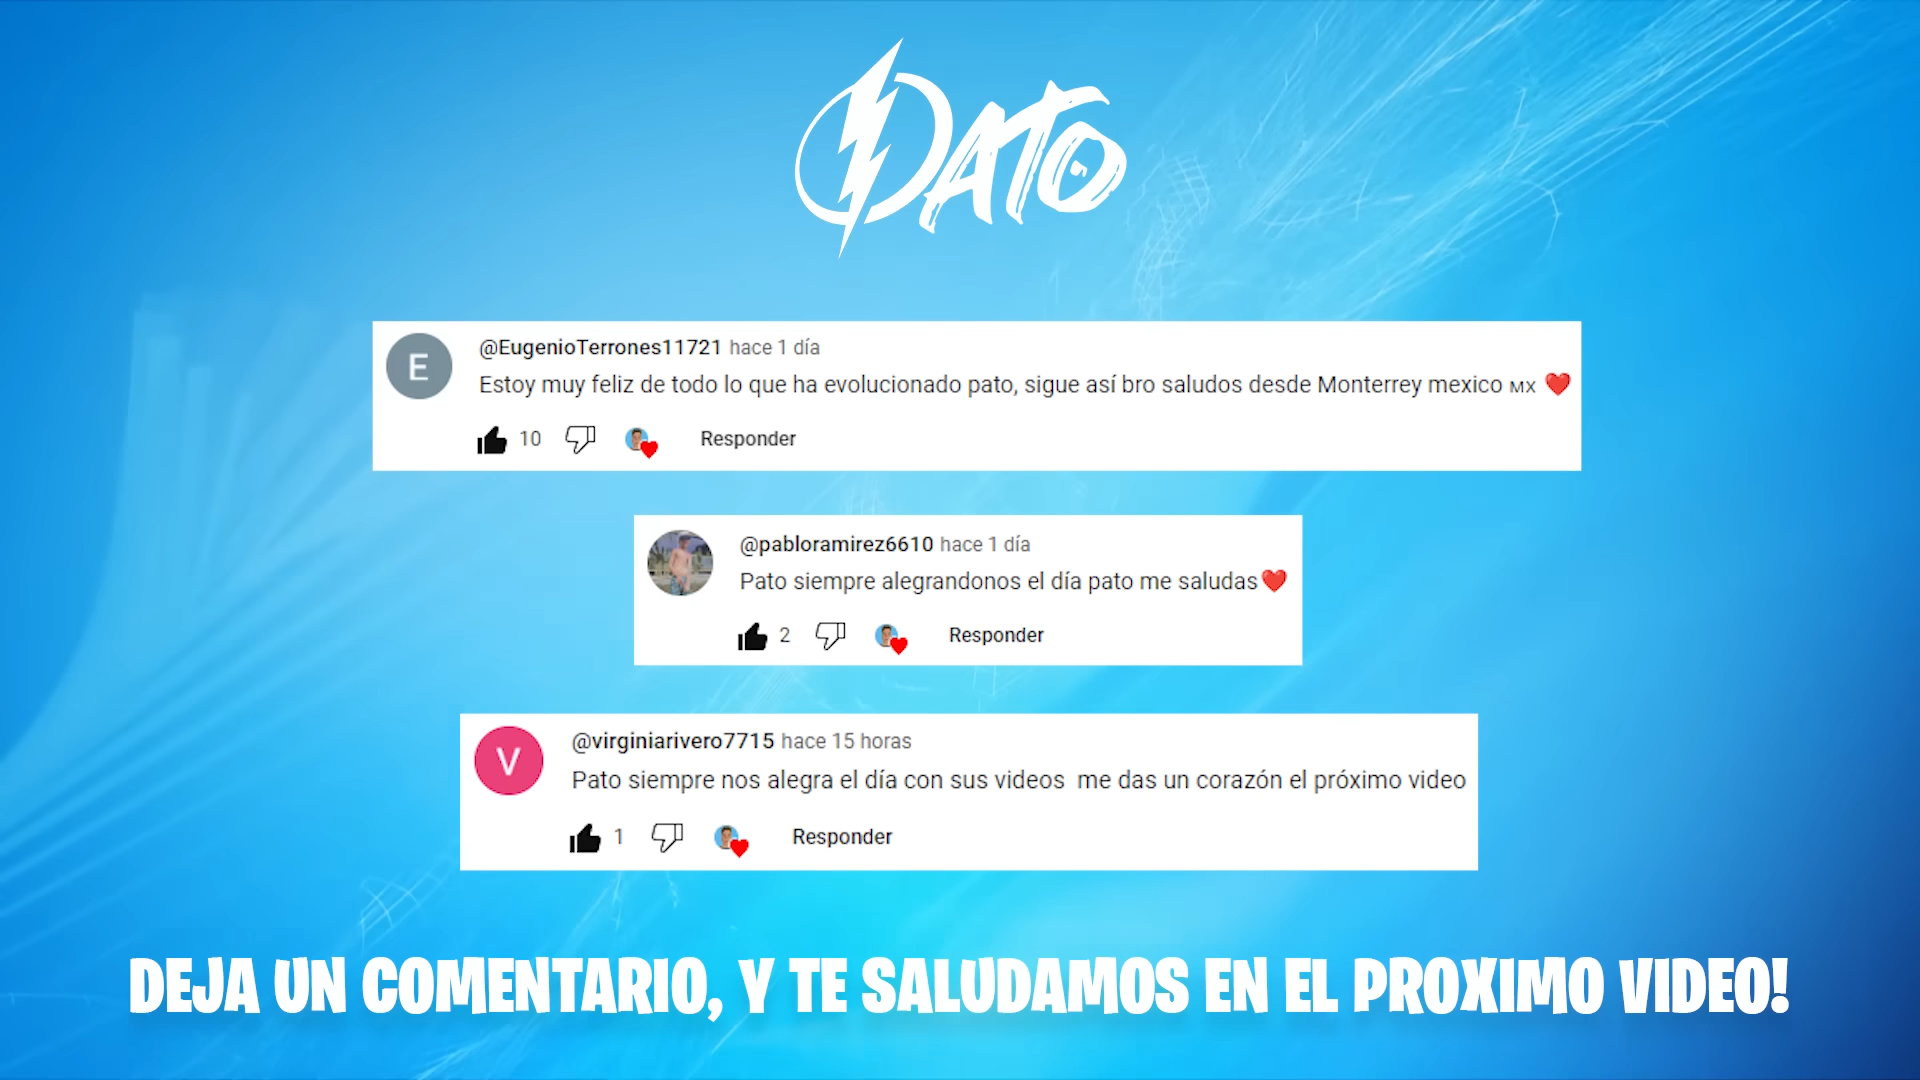 PATO
E
@EugenioTerrones11721 hace 1 día
Estoy muy feliz de todo lo que ha evolucionado pato, sigue así bro saludos desde Monterrey mexico MX ❤️
10 Responder
@pabloramirez6610 hace 1 día
Pato siempre alegrandonos el día pato me saludas❤️
2 Responder
V
@virginiarivero7715 hace 15 horas
Pato siempre nos alegra el día con sus videos  me das un corazón el próximo video
1 Responder
DEJA UN COMENTARIO, Y TE SALUDAMOS EN EL PROXIMO VIDEO!